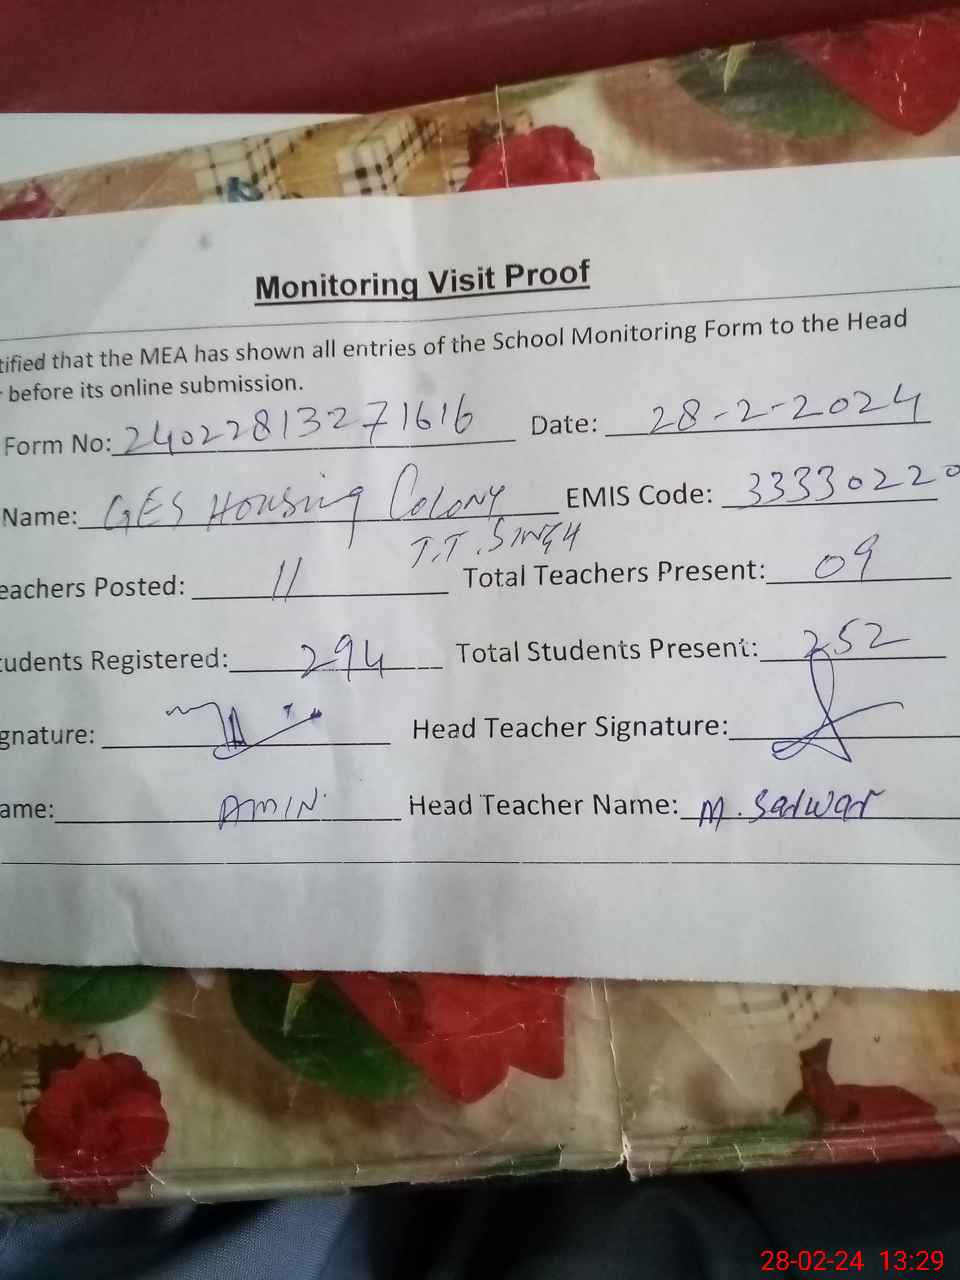 Monitoring Visit Proof
tified that the MEA has shown all entries of the School Monitoring Form to the Head
r before its online submission.
Form No: 24022813271616 Date: 28-2-2024
Name: GES Housing Colony EMIS Code: 33330220
T.T.SINGH
eachers Posted: 11 Total Teachers Present: 09
tudents Registered: 294 Total Students Present: 252
gnature: Head Teacher Signature:
ame: AMIN Head Teacher Name: M. Sarwar
28-02-24 13:29